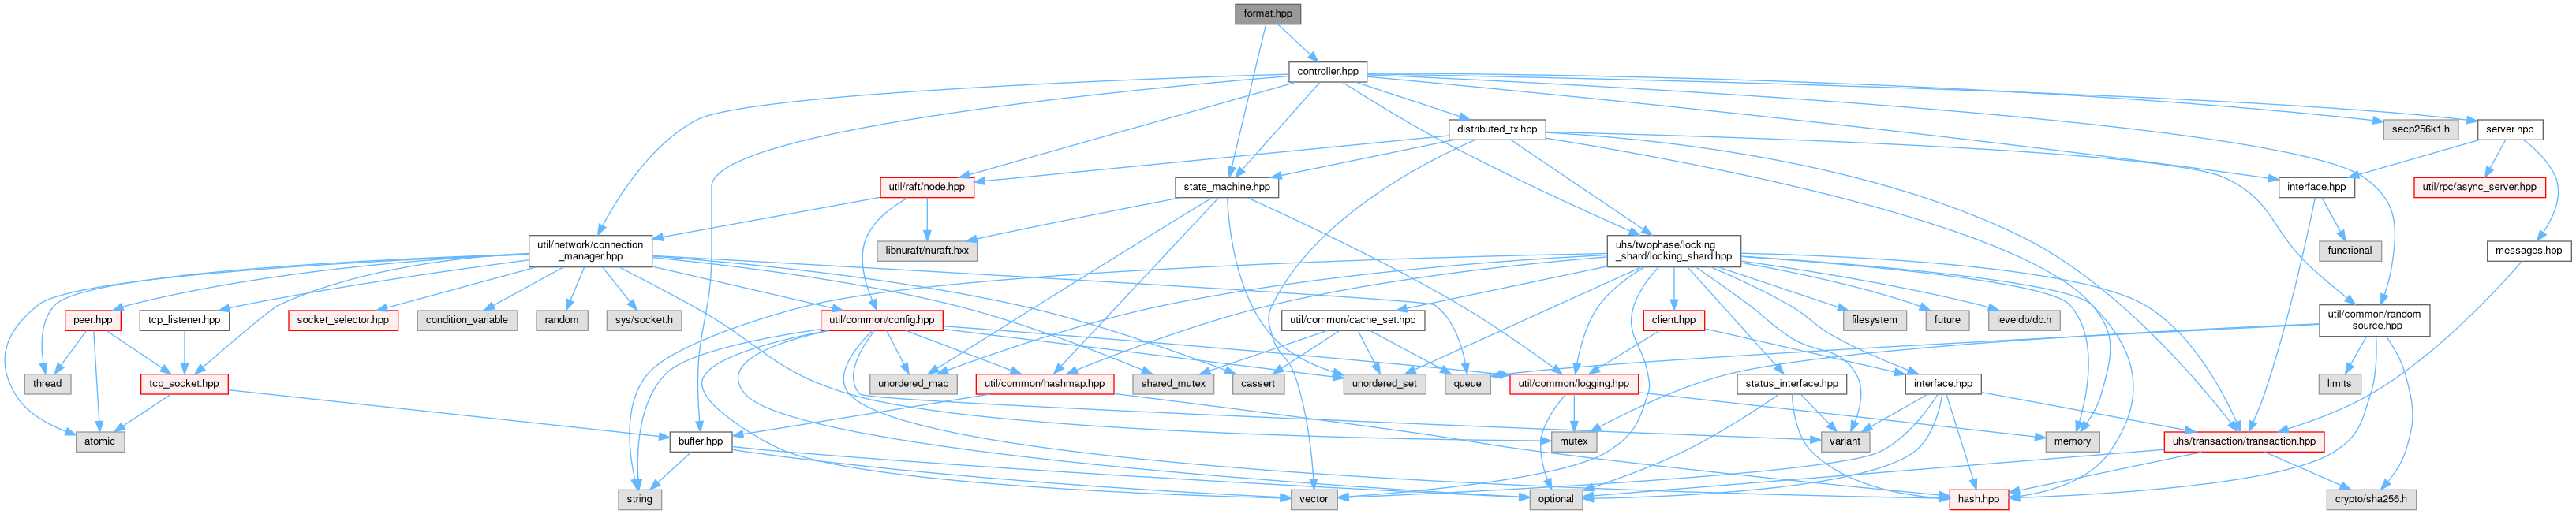 format.hpp
controller.hpp
distributed_tx.hpp
secp256k1.h
server.hpp
util/raft/node.hpp
state_machine.hpp
interface.hpp
util/rpc/async_server.hpp
util/network/connection
_manager.hpp
libnuraft/nuraft.hxx
uhs/twophase/locking
_shard/locking_shard.hpp
functional
messages.hpp
peer.hpp
tcp_listener.hpp
socket_selector.hpp
condition_variable
random
sys/socket.h
util/common/config.hpp
util/common/cache_set.hpp
client.hpp
filesystem
future
leveldb/db.h
util/common/random
_source.hpp
thread
tcp_socket.hpp
unordered_map
util/common/hashmap.hpp
shared_mutex
cassert
unordered_set
queue
util/common/logging.hpp
status_interface.hpp
interface.hpp
limits
atomic
buffer.hpp
mutex
variant
memory
uhs/transaction/transaction.hpp
string
vector
optional
hash.hpp
crypto/sha256.h